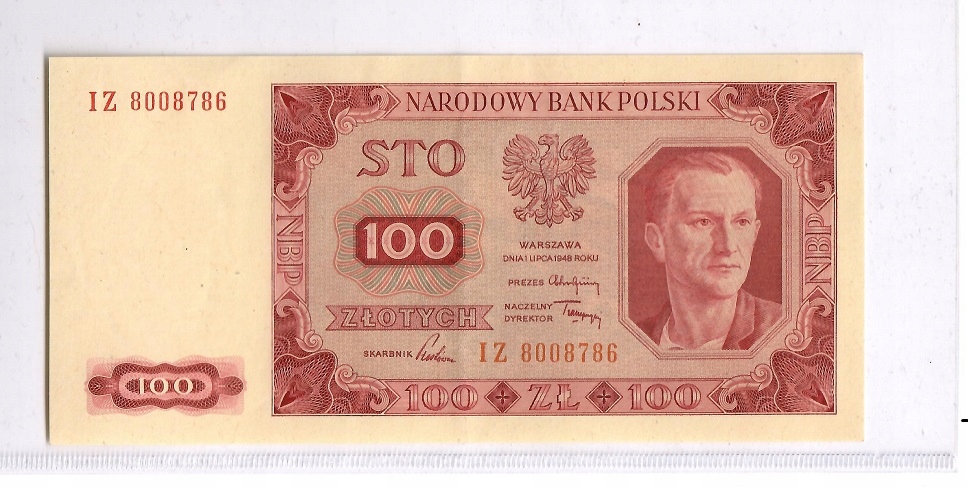 IZ 8008786
NARODOWY BANK POLSKI
STO
100
WARSZAWA
DNIA 1 LIPCA 1948 ROKU
PREZES
NACZELNY
DYREKTOR
ZŁOTYCH
SKARBNIK
IZ 8008786
NBP
NBP
100
100 ZŁ 100